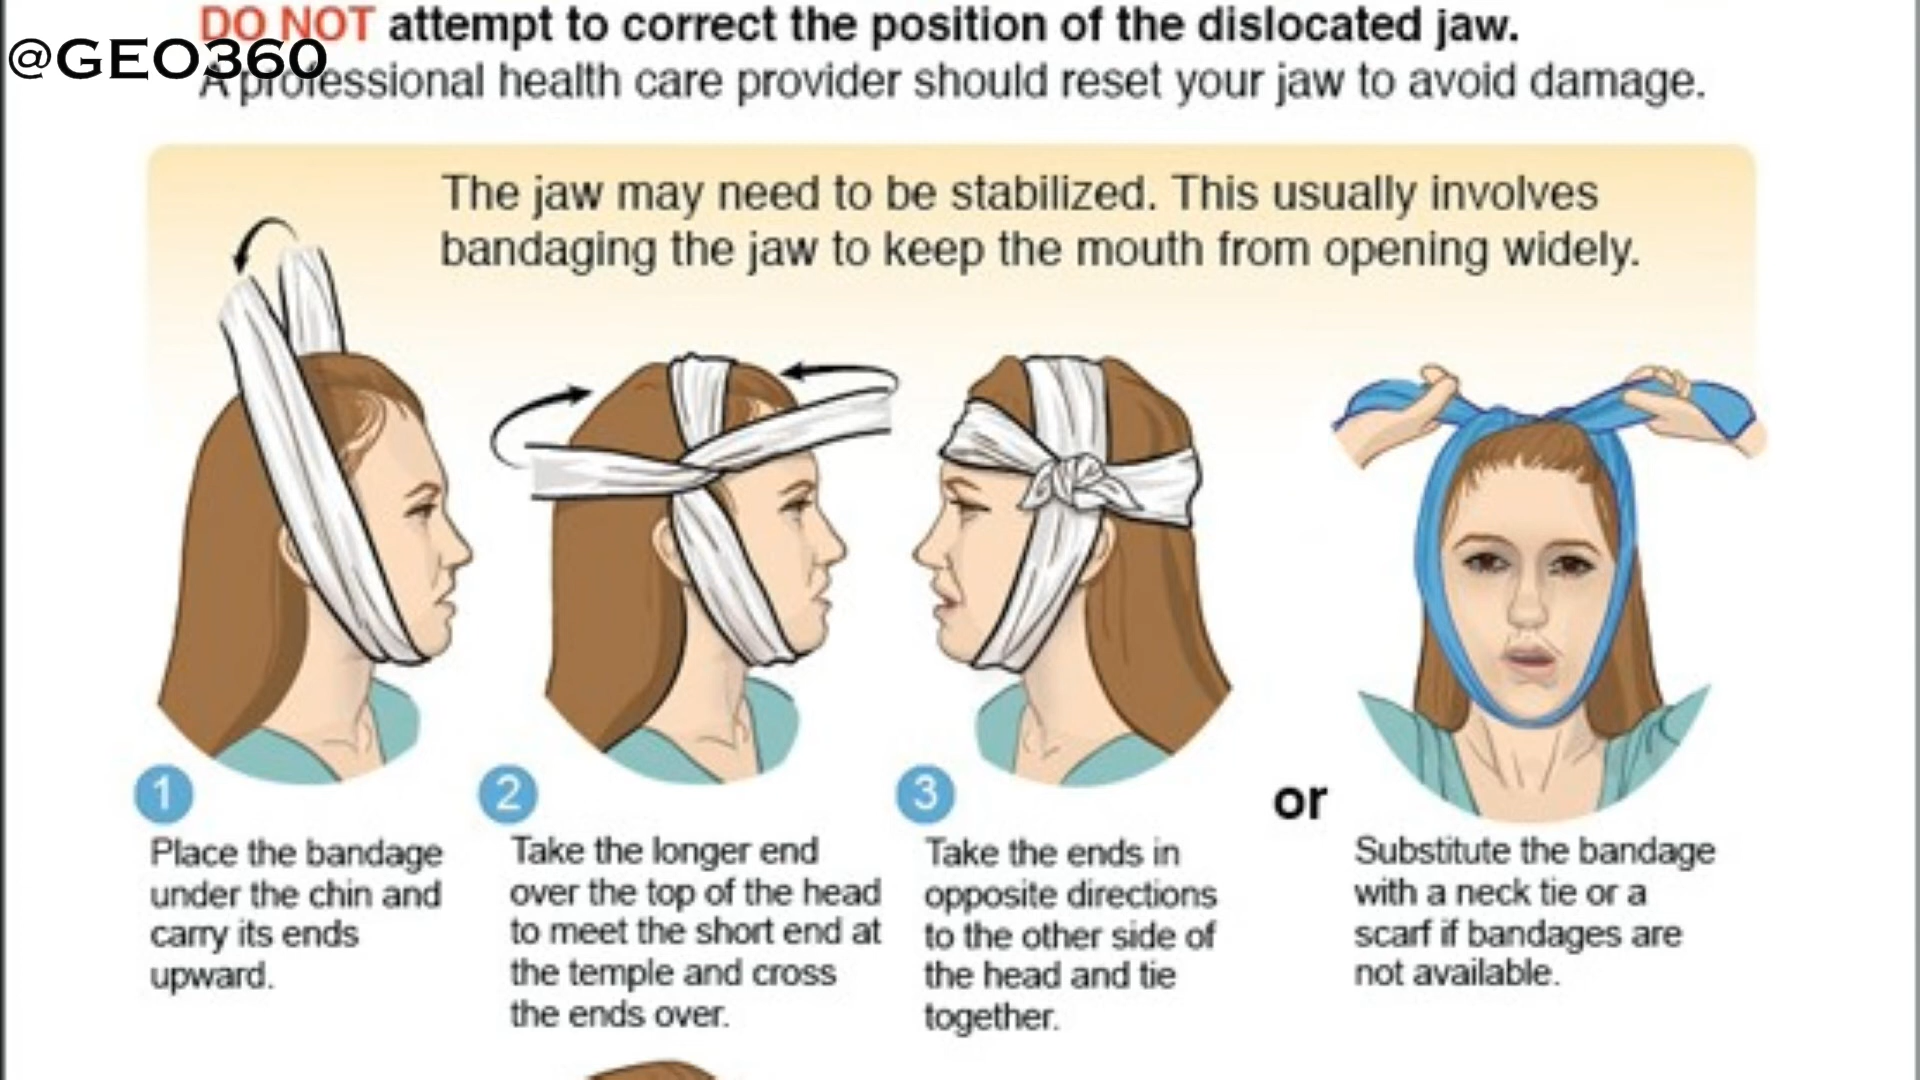 DO NOT attempt to correct the position of the dislocated jaw.
@GEO360
A professional health care provider should reset your jaw to avoid damage.
The jaw may need to be stabilized. This usually involves
bandaging the jaw to keep the mouth from opening widely.
1
Place the bandage
under the chin and
carry its ends
upward.
2
Take the longer end
over the top of the head
to meet the short end at
the temple and cross
the ends over.
3
Take the ends in
opposite directions
to the other side of
the head and tie
together.
or
Substitute the bandage
with a neck tie or a
scarf if bandages are
not available.